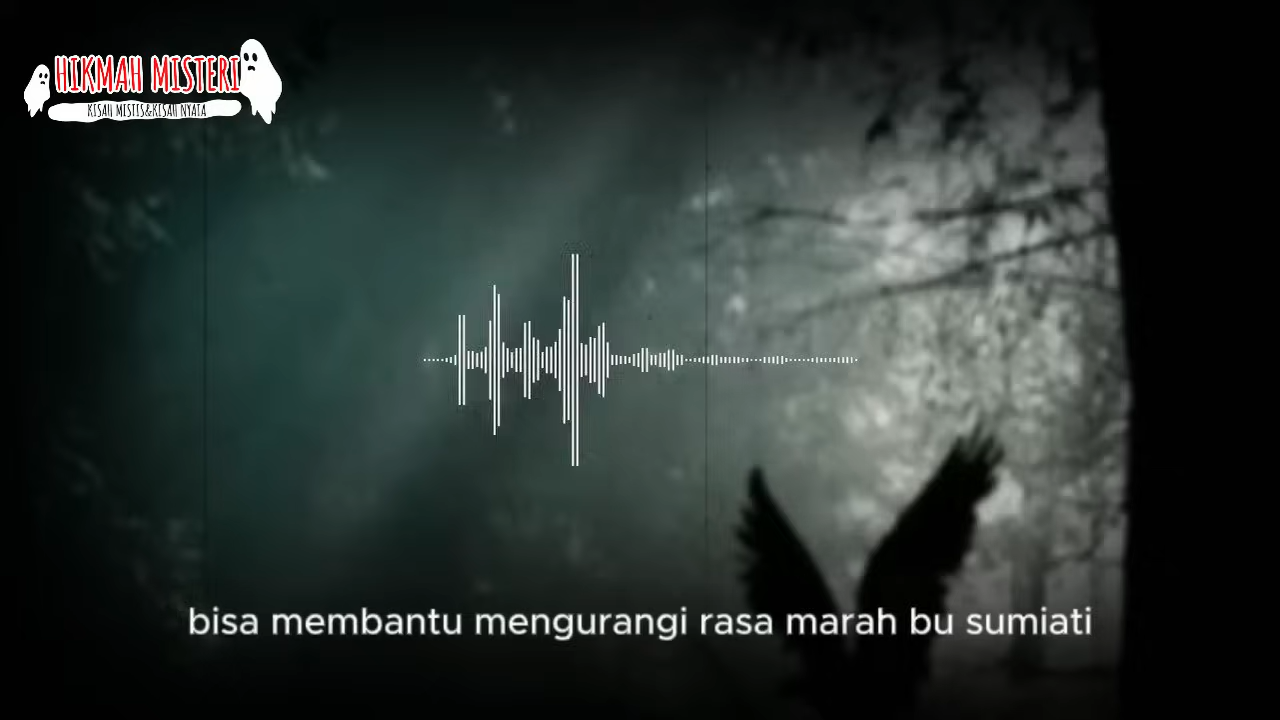 HIKMAH MISTERI
KISAH MISTIS&KISAH NYATA
bisa membantu mengurangi rasa marah bu sumiati